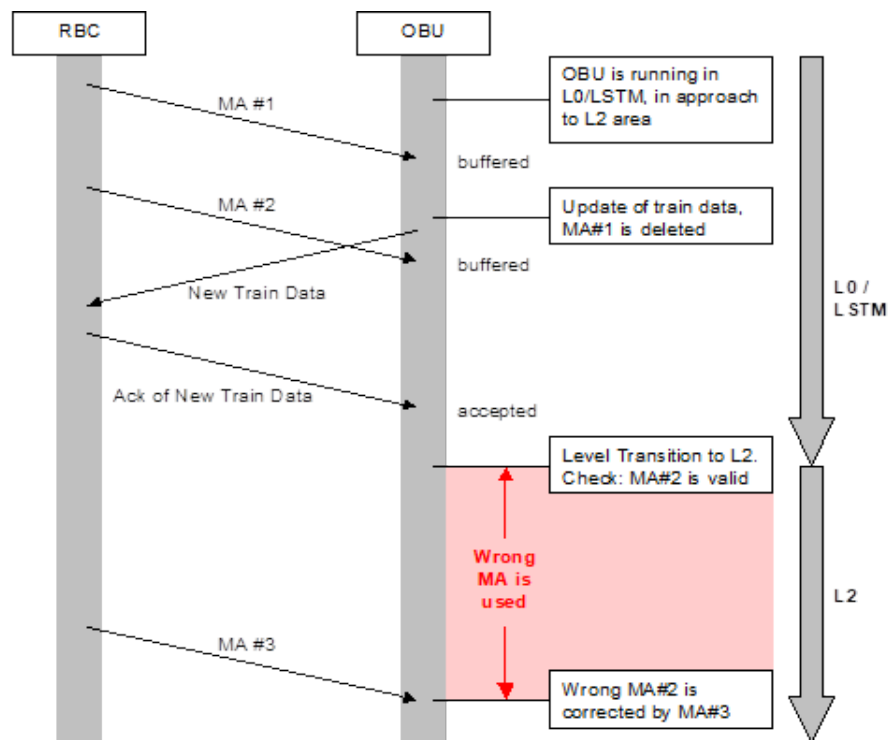 RBC
OBU
OBU is running in
L0/LSTM, in approach
to L2 area
MA #1
buffered
MA #2
Update of train data,
MA#1 is deleted
buffered
New Train Data
L0 /
LSTM
Ack of New Train Data
accepted
Level Transition to L2.
Check: MA#2 is valid
Wrong
MA is
used
L2
MA #3
Wrong MA#2 is
corrected by MA#3